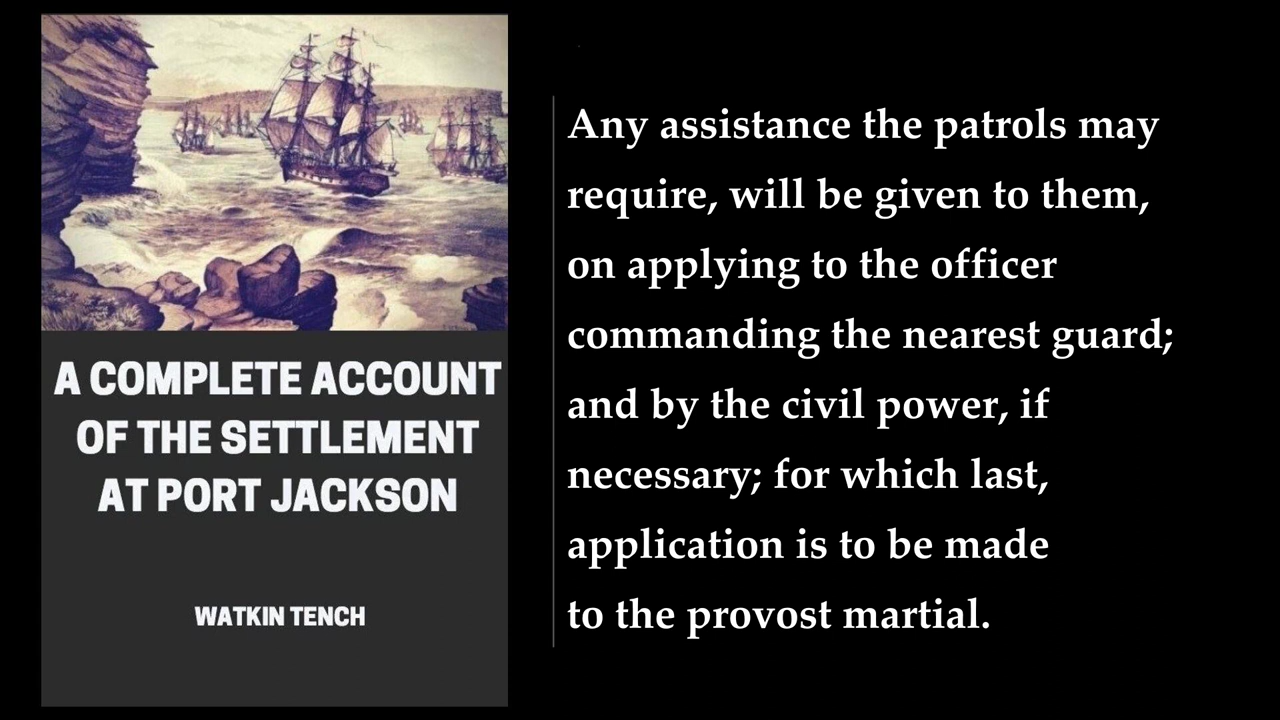 A COMPLETE ACCOUNT
OF THE SETTLEMENT
AT PORT JACKSON
WATKIN TENCH
Any assistance the patrols may
require, will be given to them,
on applying to the officer
commanding the nearest guard;
and by the civil power, if
necessary; for which last,
application is to be made
to the provost martial.